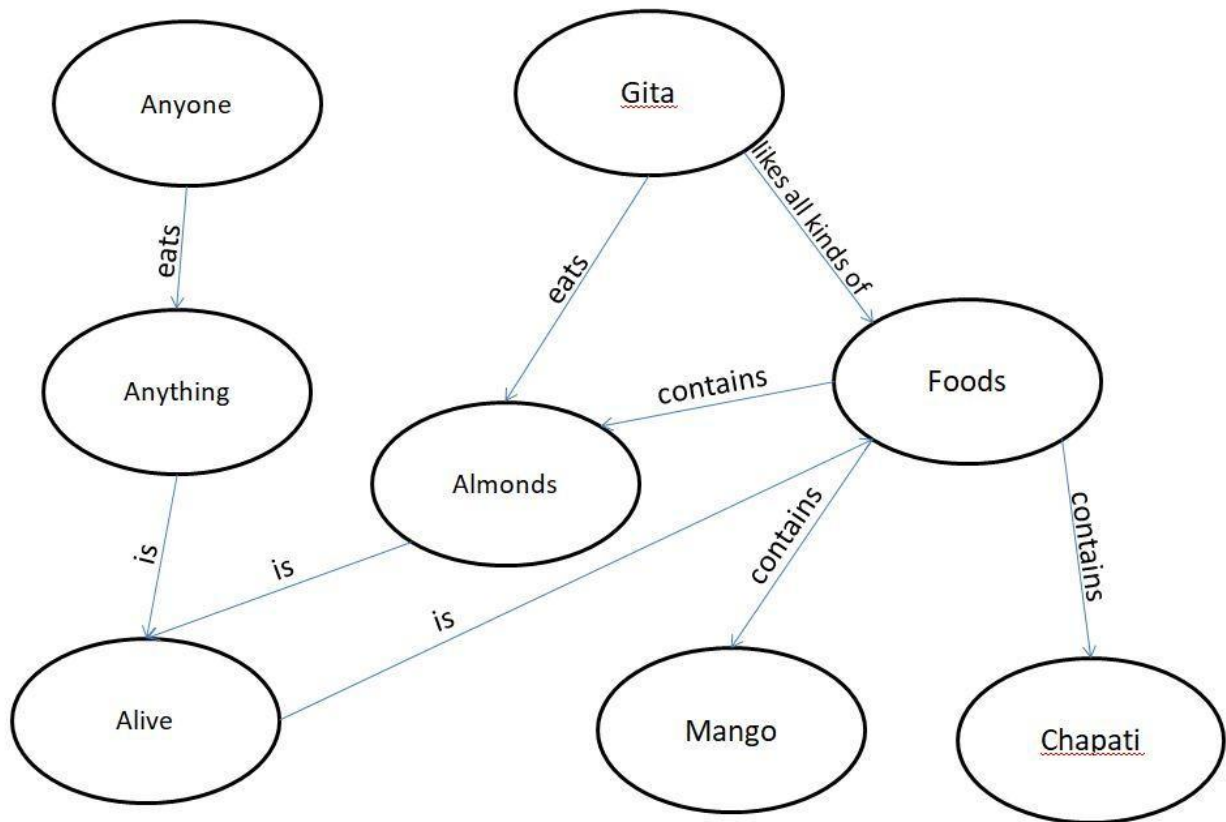 Anyone
Gita
likes all kinds of
eats
eats
Anything
contains
Foods
Almonds
contains
contains
is
is
is
Alive
Mango
Chapati